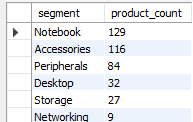 segment product_count
Notebook 129
Accessories 116
Peripherals 84
Desktop 32
Storage 27
Networking 9